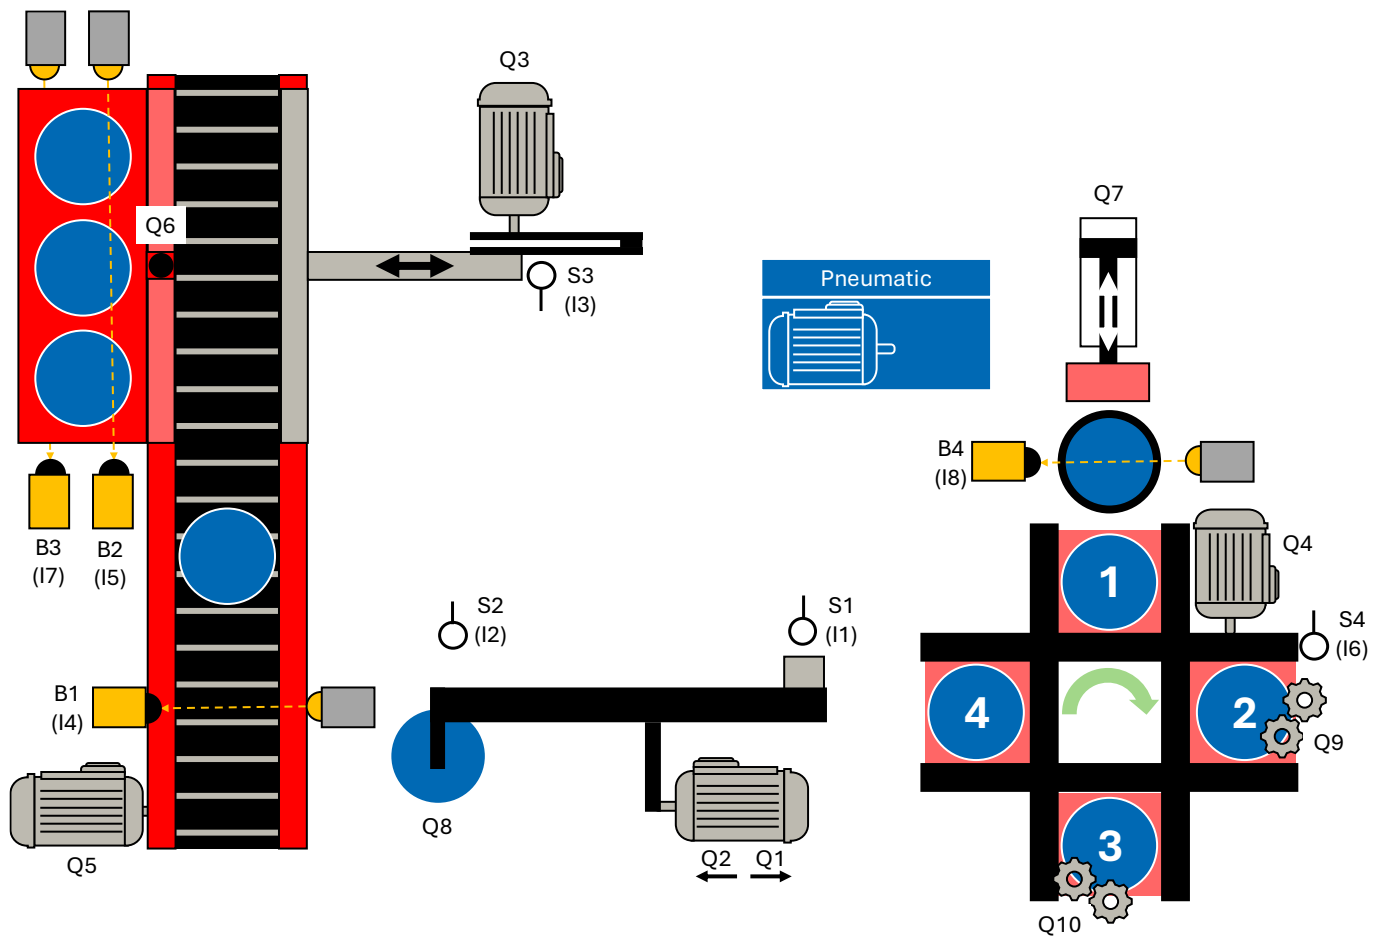 Q3
Q7
Q6
S3
(I3)
Pneumatic
B4
(I8)
Q4
B3
(I7)
B2
(I5)
1
S2
(I2)
S1
(I1)
S4
(I6)
B1
(I4)
4
2
Q9
Q8
3
Q5
Q2
Q1
Q10